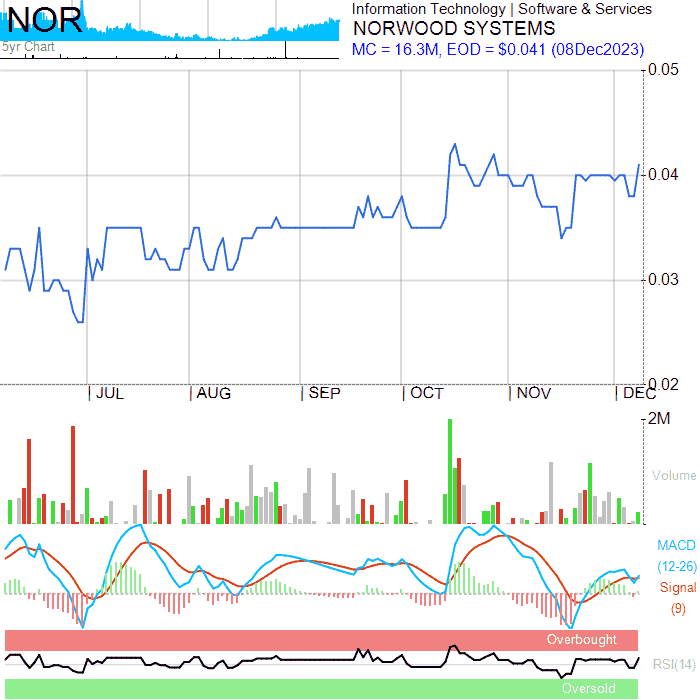 NOR
5yr Chart
Information Technology | Software & Services
NORWOOD SYSTEMS
MC = 16.3M, EOD = $0.041 (08Dec2023)
0.05
0.04
0.03
0.02
JUL AUG SEP OCT NOV DEC
2M
Volume
MACD
(12-26)
Signal
(9)
Overbought
RSI(14)
Oversold